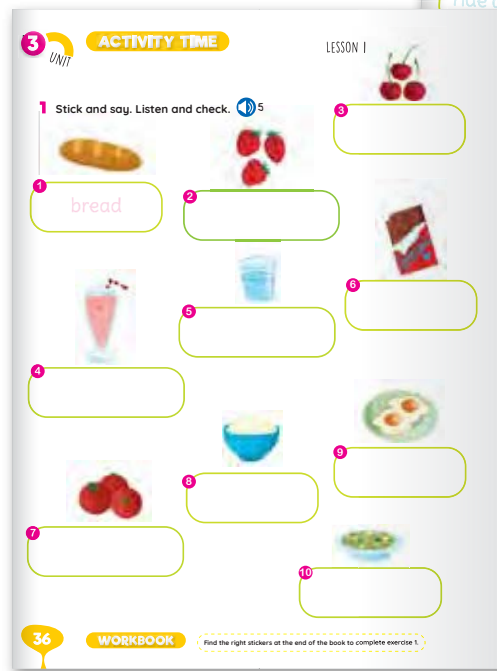 3
UNIT
ACTIVITY TIME
LESSON 1
1 Stick and say. Listen and check. 5
1
bread
2
3
4
5
6
7
8
9
10
36
WORKBOOK
Find the right stickers at the end of the book to complete exercise 1.